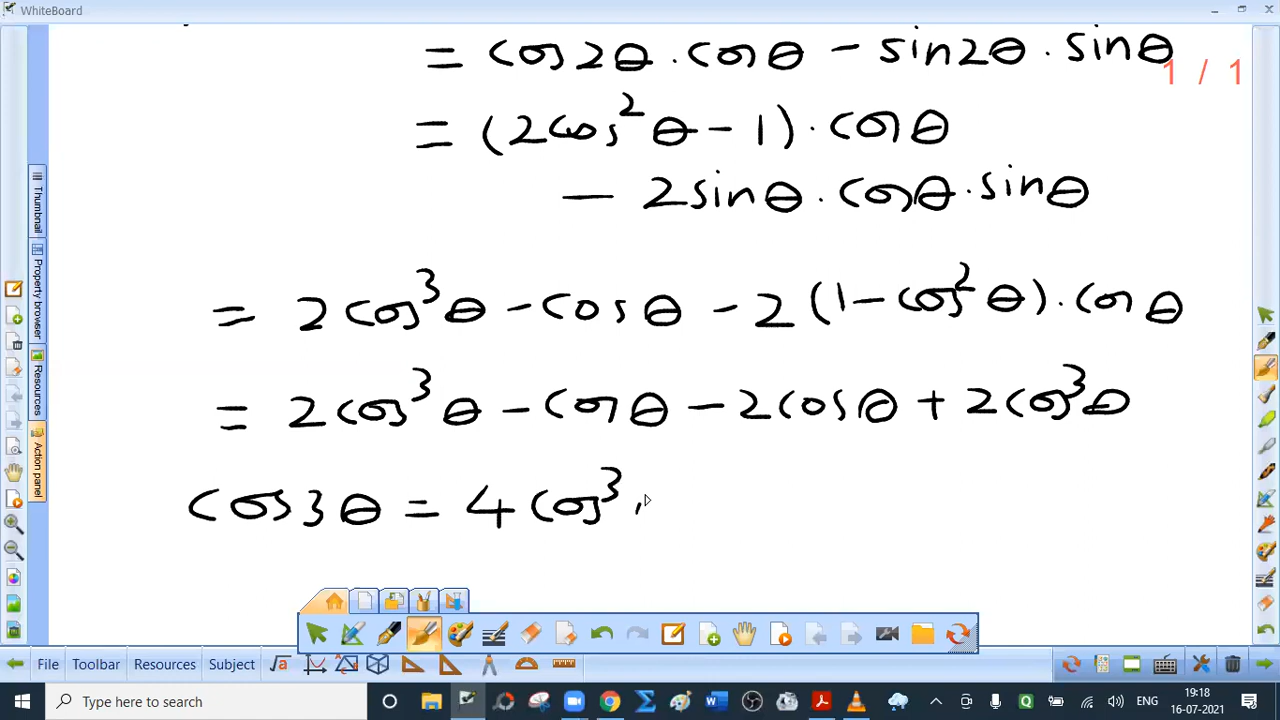 WhiteBoard
= cos2θ . cosθ - sin2θ . sinθ
1 / 1
= (2cos²θ - 1) . cosθ
- 2sinθ . cosθ . sinθ
= 2cos³θ - cosθ - 2(1 - cos²θ) . cosθ
= 2cos³θ - cosθ - 2cosθ + 2cos³θ
cos3θ = 4cos³
Thumbnail
Property browser
Resources
Action panel
File
Toolbar
Resources
Subject
Type here to search
ENG
19:18
16-07-2021